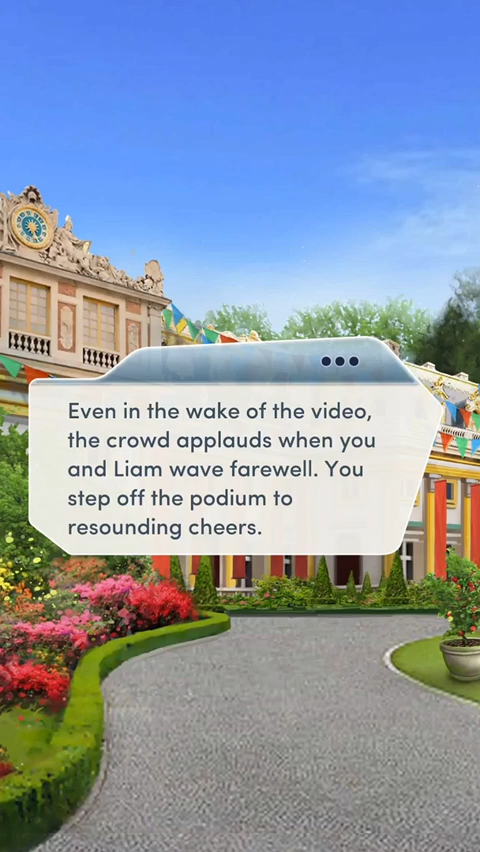 Even in the wake of the video,
the crowd applauds when you
and Liam wave farewell. You
step off the podium to
resounding cheers.